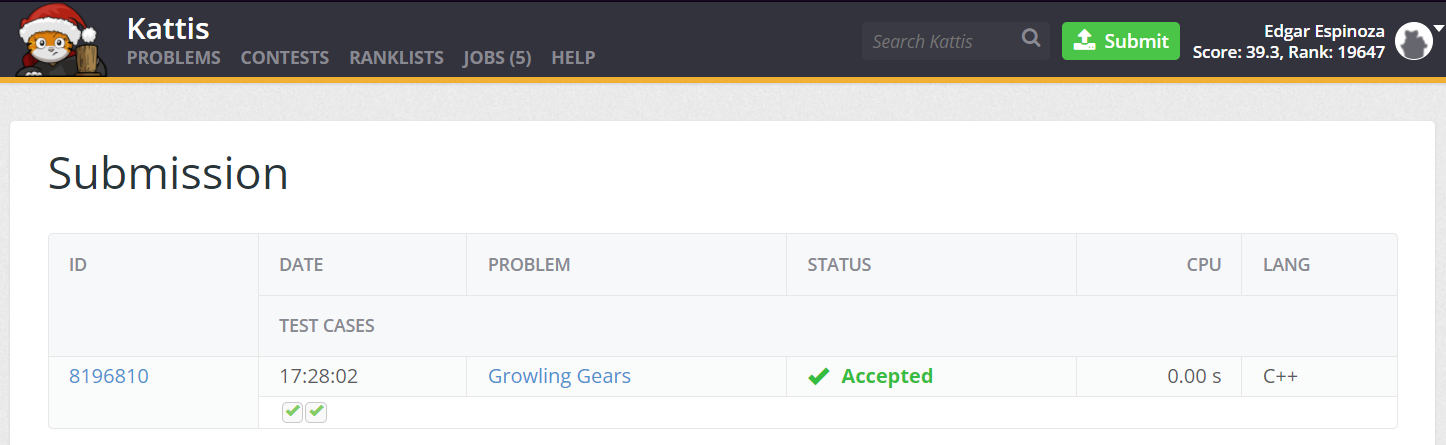 Kattis
PROBLEMS CONTESTS RANKLISTS JOBS (5) HELP
Search Kattis
Submit
Edgar Espinoza
Score: 39.3, Rank: 19647
Submission
ID DATE PROBLEM STATUS CPU LANG
TEST CASES
8196810 17:28:02 Growling Gears Accepted 0.00 s C++